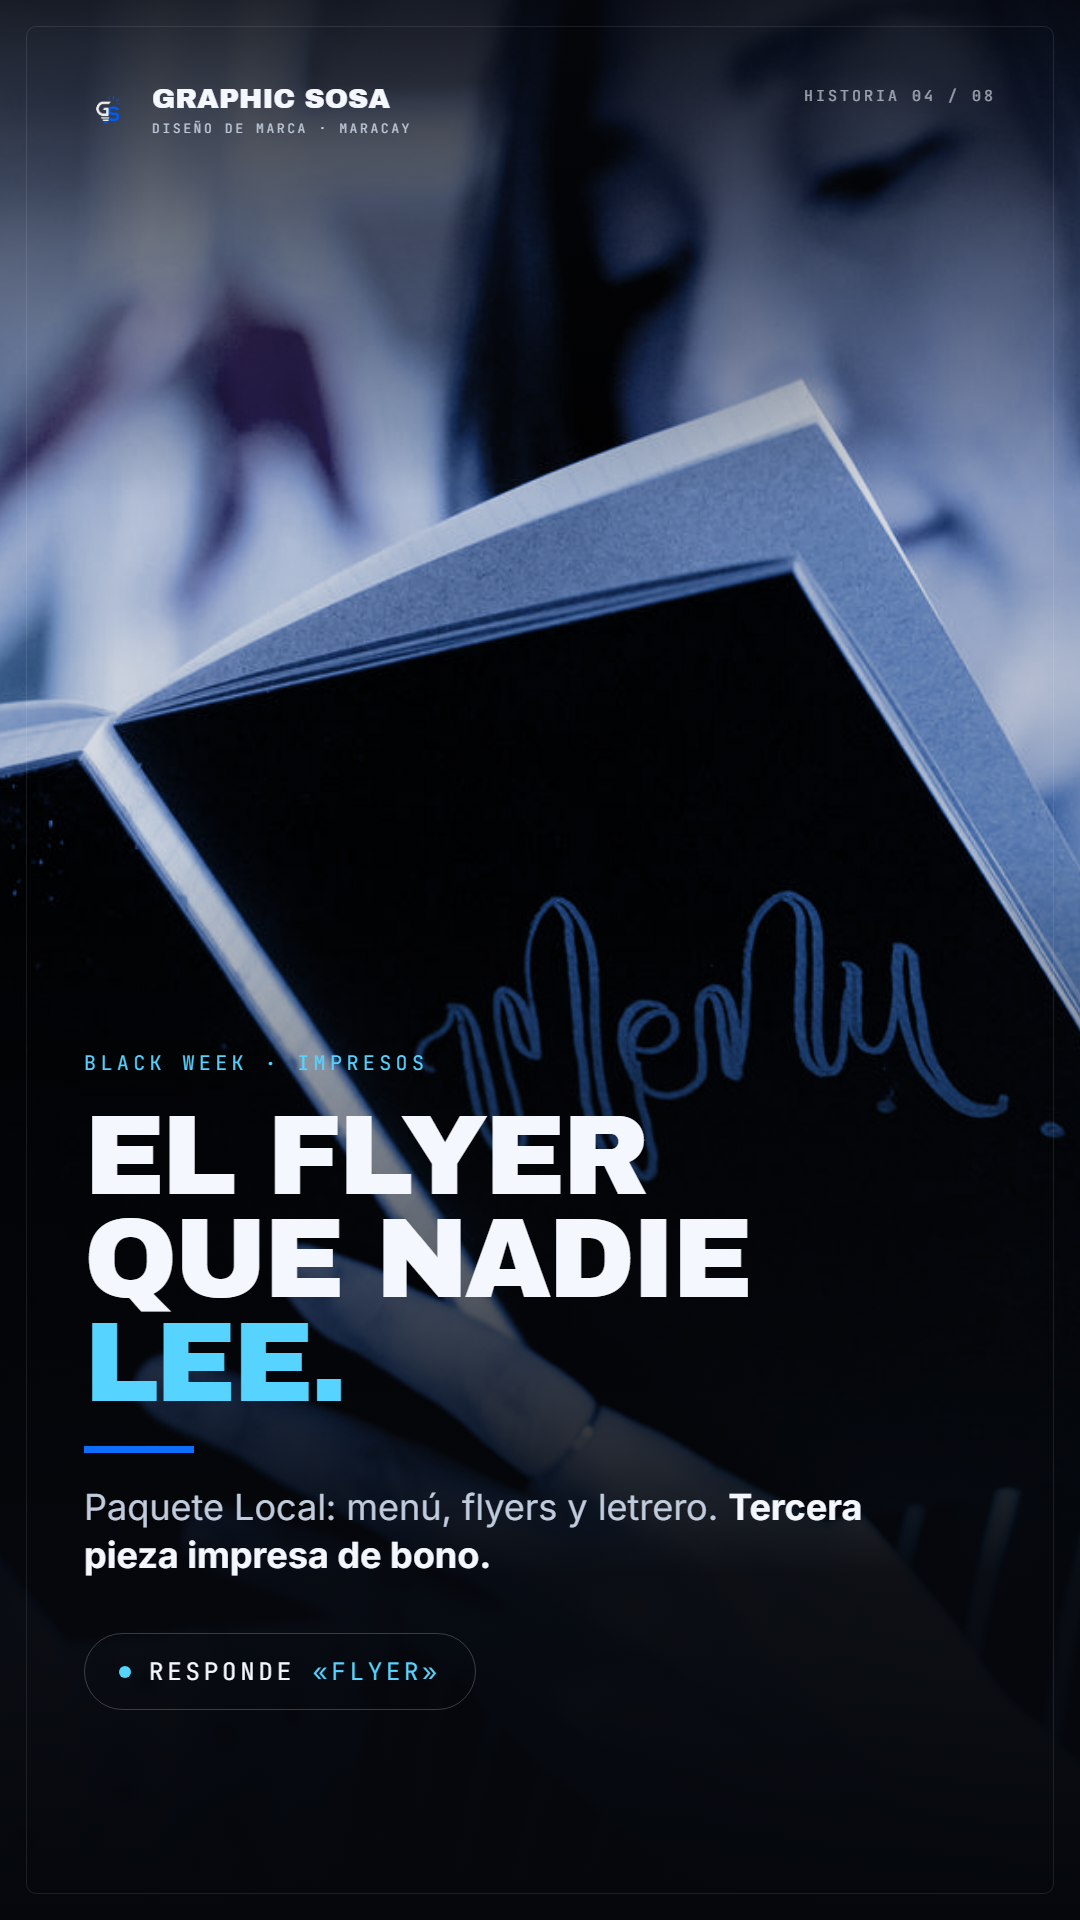 GS
GRAPHIC SOSA
DISEÑO DE MARCA · MARACAY
HISTORIA 04 / 08
Menu
BLACK WEEK · IMPRESOS
EL FLYER
QUE NADIE
LEE.
Paquete Local: menú, flyers y letrero. Tercera
pieza impresa de bono.
RESPONDE «FLYER»